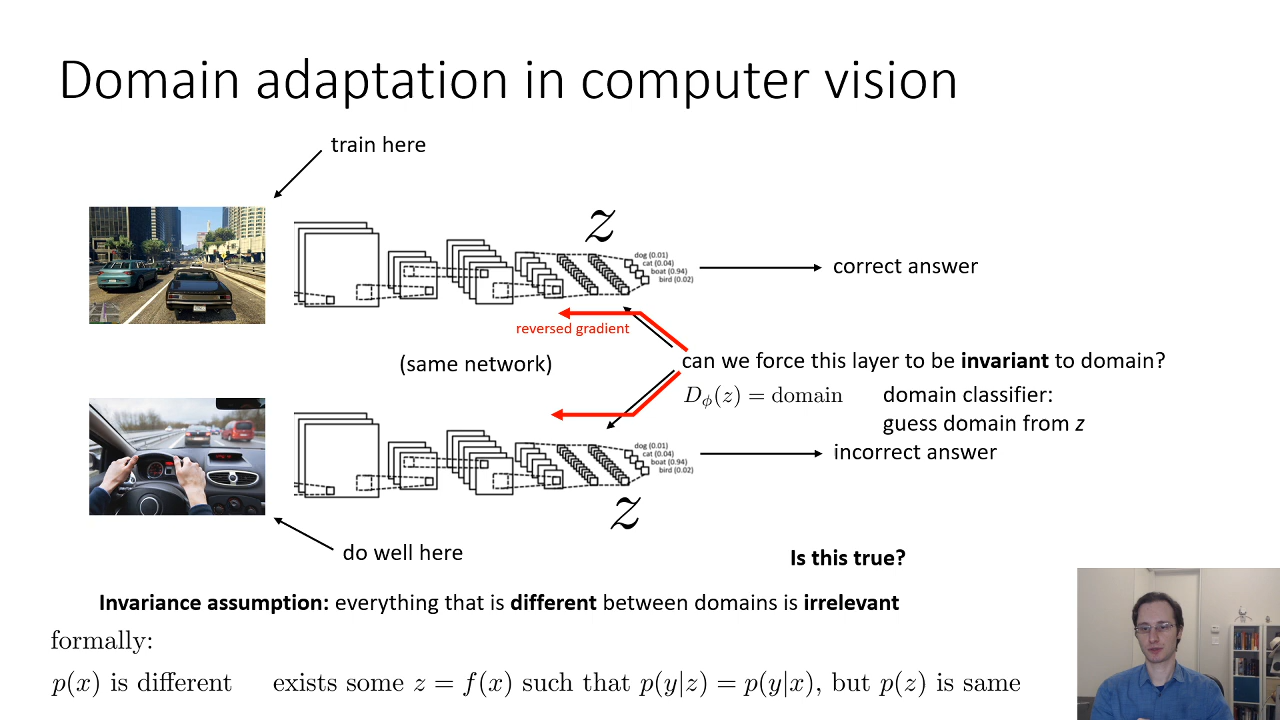 Domain adaptation in computer vision
train here
z
dog (0.01)
cat (0.04)
boat (0.94)
bird (0.02)
correct answer
reversed gradient
(same network)
can we force this layer to be invariant to domain?
D_ϕ(z) = domain
domain classifier:
guess domain from z
dog (0.01)
cat (0.04)
boat (0.94)
bird (0.02)
incorrect answer
z
do well here
Is this true?
Invariance assumption: everything that is different between domains is irrelevant
formally:
p(x) is different exists some z = f(x) such that p(y|z) = p(y|x), but p(z) is same